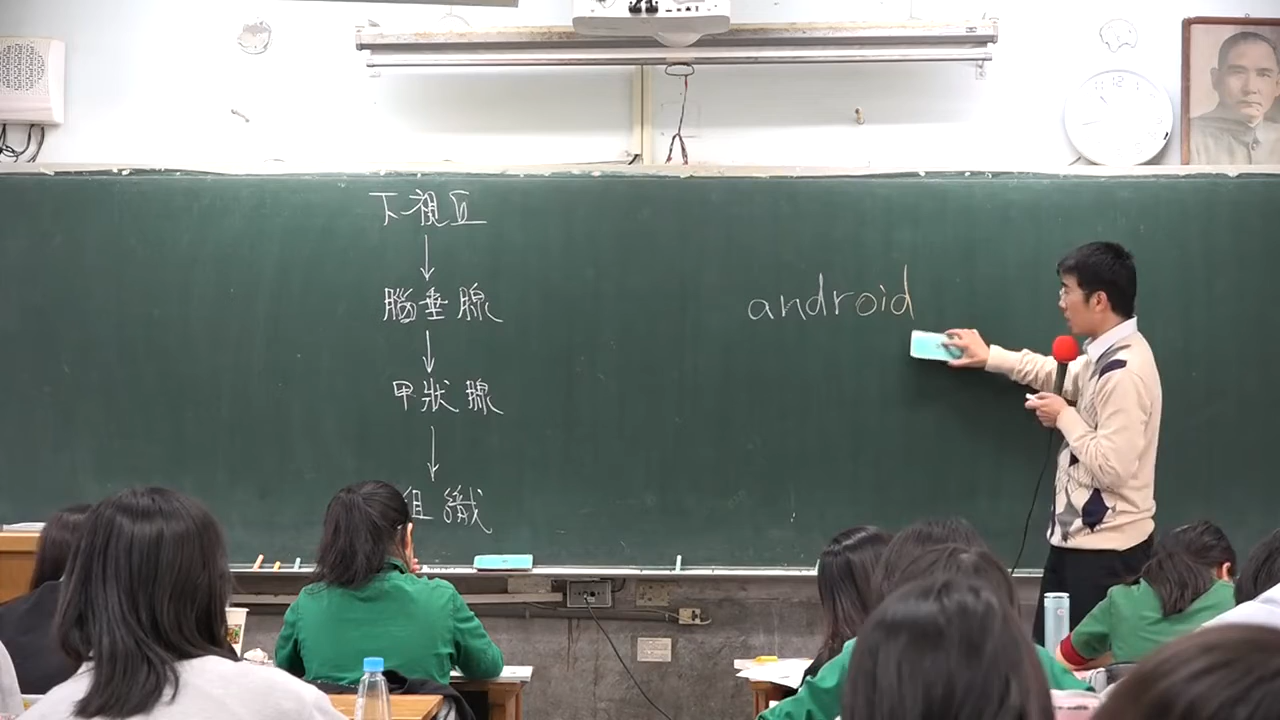 下視丘
腦垂腺
甲狀腺
組織
android